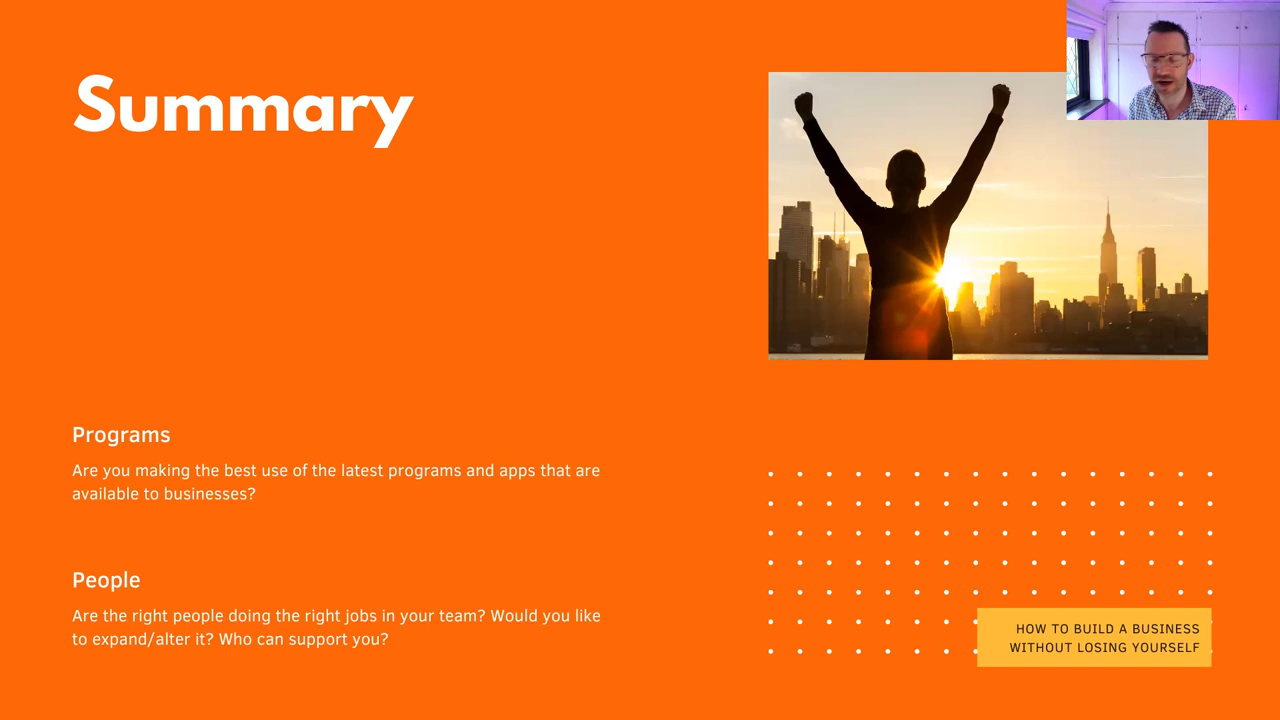 Summary
Programs
Are you making the best use of the latest programs and apps that are
available to businesses?
People
Are the right people doing the right jobs in your team? Would you like
to expand/alter it? Who can support you?
HOW TO BUILD A BUSINESS
WITHOUT LOSING YOURSELF